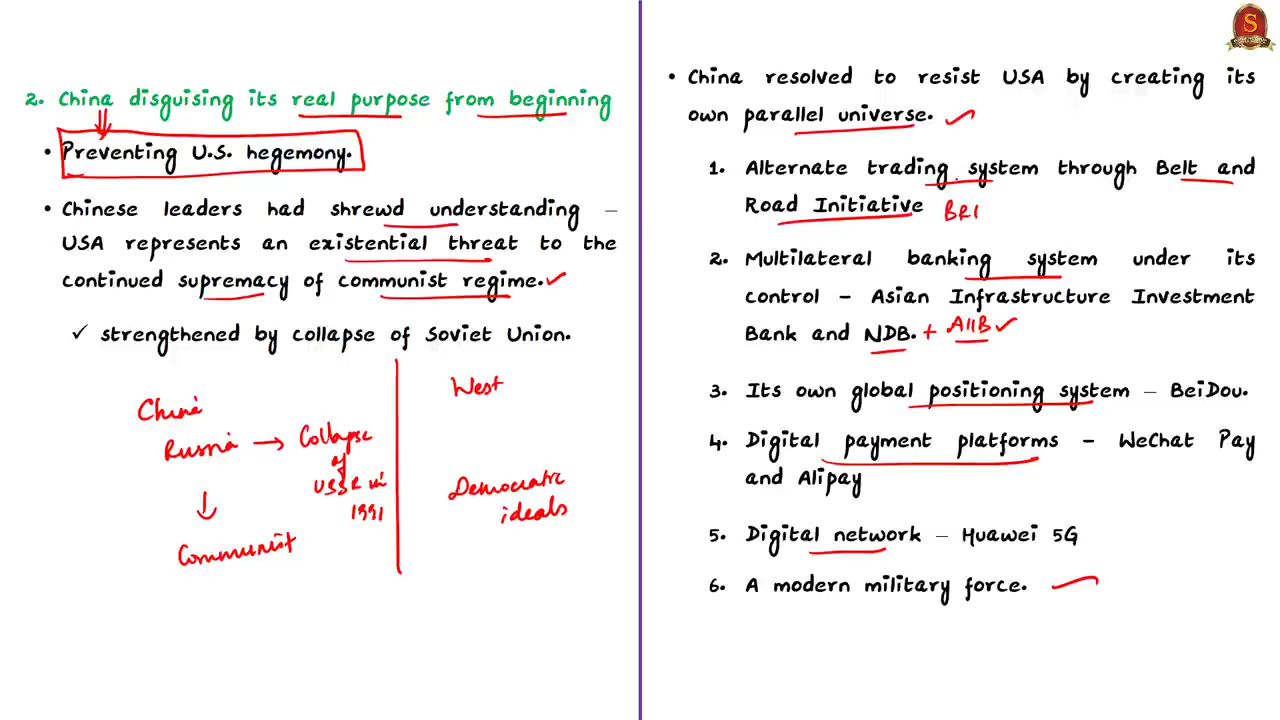 2. China disguising its real purpose from beginning
• Preventing U.S. hegemony.
• Chinese leaders had shrewd understanding –
USA represents an existential threat to the
continued supremacy of communist regime.
✓ strengthened by collapse of Soviet Union.
China
Russia → Collapse
of
USSR in
1991
↓
Communist
West
Democratic
ideals
S
• China resolved to resist USA by creating its
own parallel universe.
1. Alternate trading system through Belt and
Road Initiative BRI
2. Multilateral banking system under its
control - Asian Infrastructure Investment
Bank and NDB. + AIIB ✓
3. Its own global positioning system – BeiDou.
4. Digital payment platforms - WeChat Pay
and Alipay
5. Digital network – Huawei 5G
6. A modern military force.